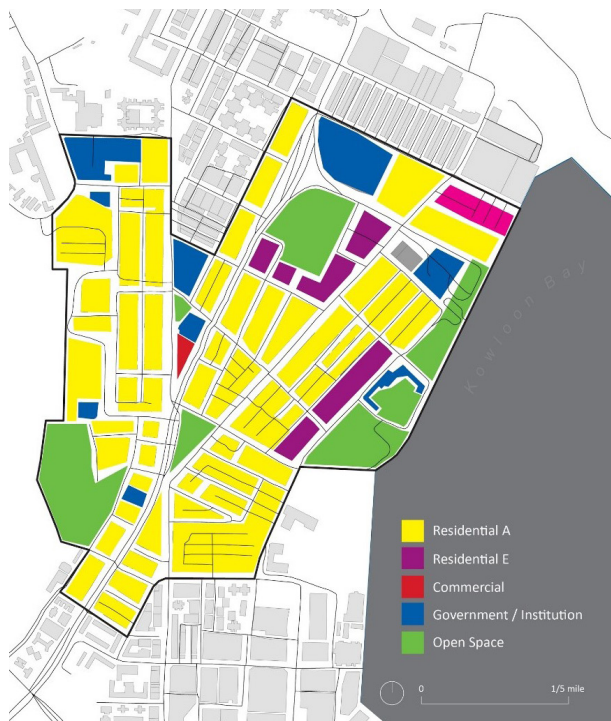 Kowloon Bay
Residential A
Residential E
Commercial
Government / Institution
Open Space
0 1/5 mile